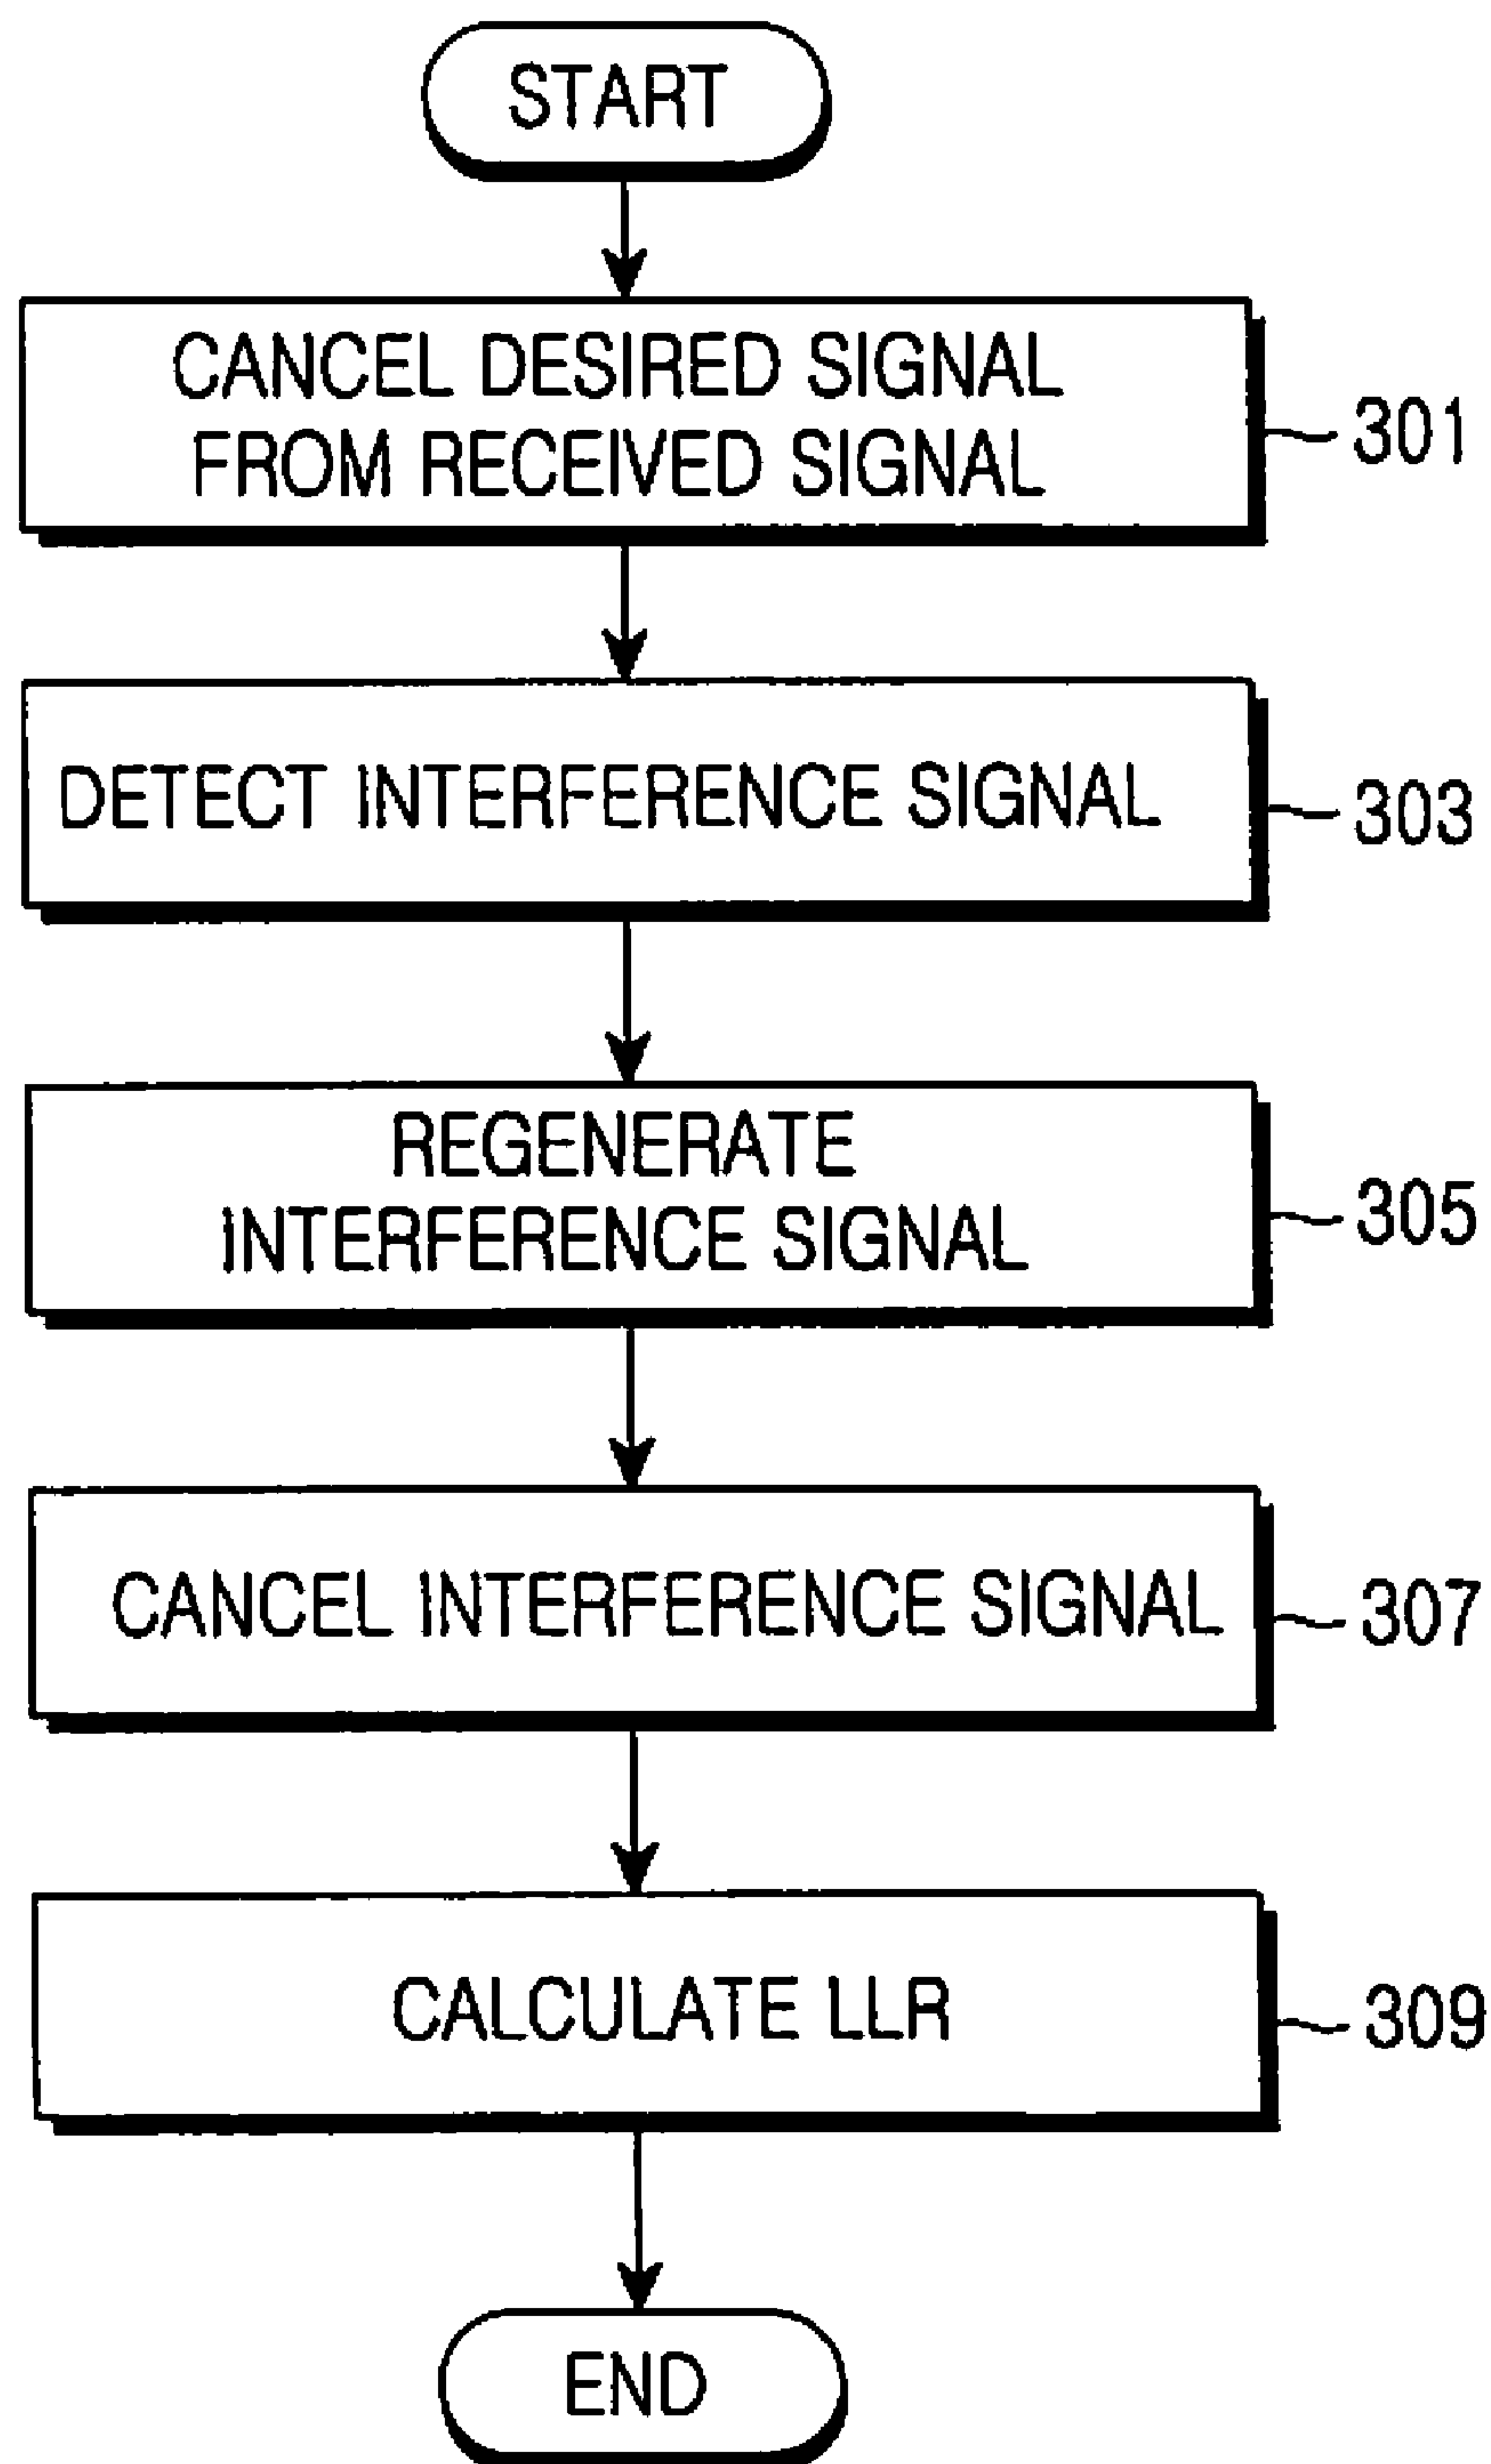 START
CANCEL DESIRED SIGNAL
FROM RECEIVED SIGNAL
301
DETECT INTERFERENCE SIGNAL
303
REGENERATE
INTERFERENCE SIGNAL
305
CANCEL INTERFERENCE SIGNAL
307
CALCULATE LLR
309
END